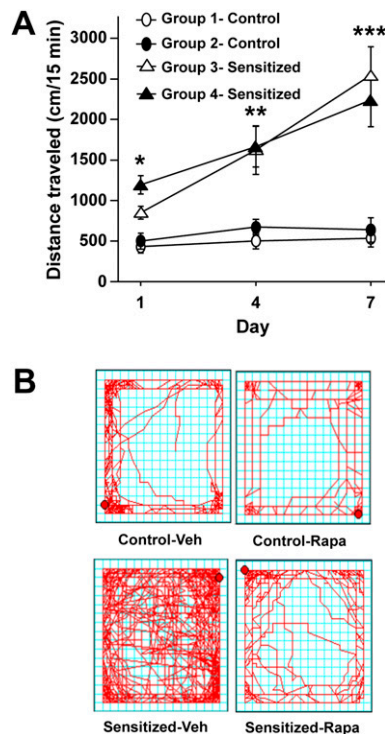 A
Group 1- Control
Group 2- Control
Group 3- Sensitized
Group 4- Sensitized
Distance traveled (cm/15 min)
3000
2500
2000
1500
1000
500
0
*
**
***
1 4 7
Day
B
Control-Veh Control-Rapa
Sensitized-Veh Sensitized-Rapa